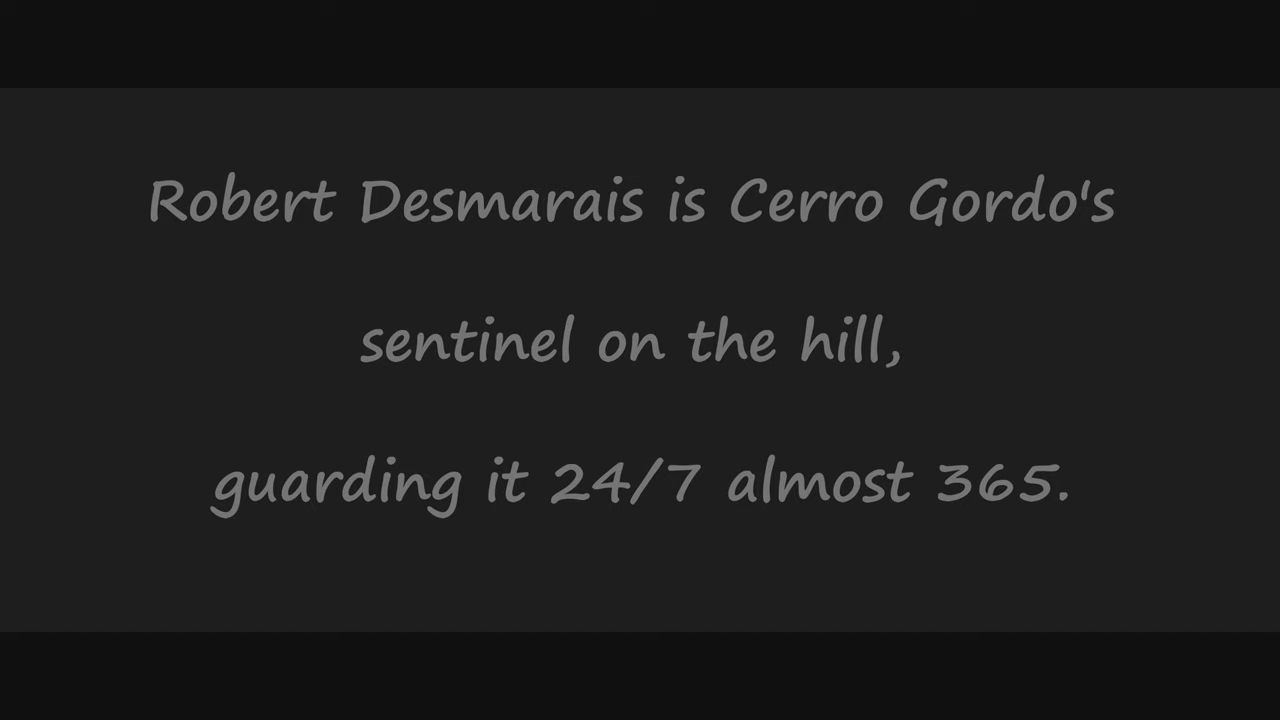 Robert Desmarais is Cerro Gordo's
sentinel on the hill,
guarding it 24/7 almost 365.